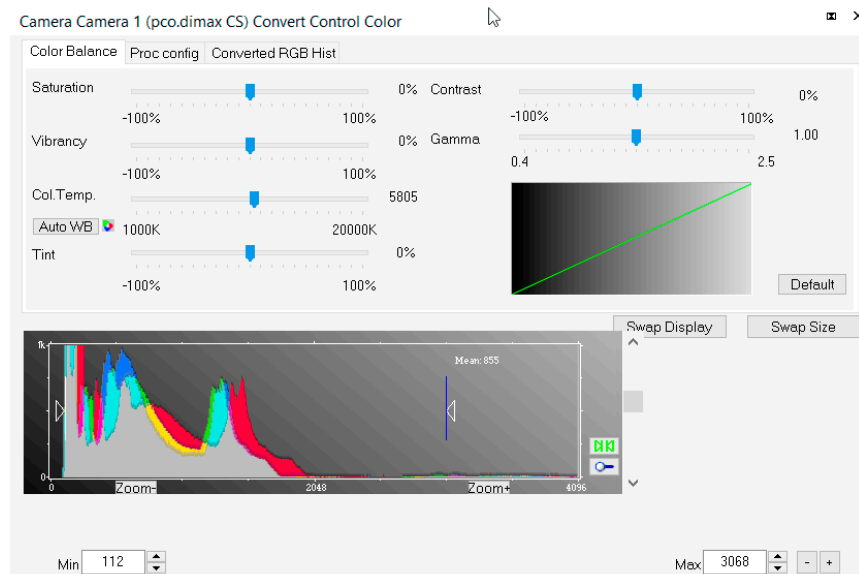 Camera Camera 1 (pco.dimax CS) Convert Control Color
Color Balance Proc config Converted RGB Hist
Saturation 0% Contrast 0%
-100% 100% -100% 100%
Vibrancy 0% Gamma 1.00
-100% 100% 0.4 2.5
Col.Temp. 5805
Auto WB 1000K 20000K
Tint 0%
-100% 100% Default
Swap Display Swap Size
1k
Mean: 855
0
0 Zoom- 2048 Zoom+ 4096
Min 112 Max 3068 - +